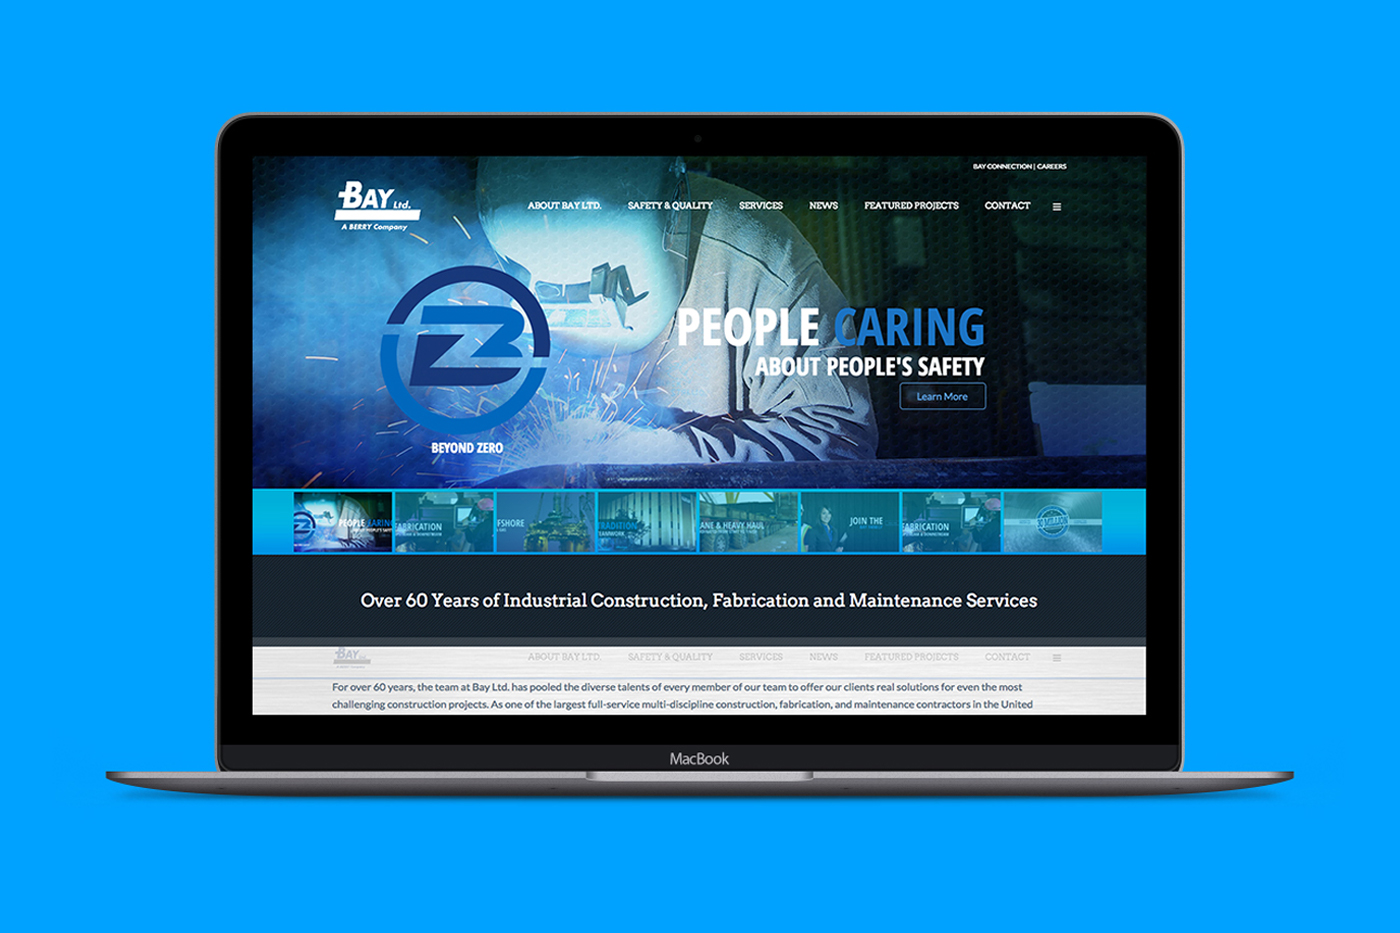 BAY CONNECTION | CAREERS
BAY Ltd.
A BERRY Company
ABOUT BAY LTD. SAFETY & QUALITY SERVICES NEWS FEATURED PROJECTS CONTACT
PEOPLE CARING
ABOUT PEOPLE'S SAFETY
Learn More
BEYOND ZERO
PEOPLE CARING
FABRICATION
FSHORE
TRADITION
ANE & HEAVY HAUL
JOIN THE
FABRICATION
Over 60 Years of Industrial Construction, Fabrication and Maintenance Services
BAY Ltd.
ABOUT BAY LTD. SAFETY & QUALITY SERVICES NEWS FEATURED PROJECTS CONTACT
For over 60 years, the team at Bay Ltd. has pooled the diverse talents of every member of our team to offer our clients real solutions for even the most
challenging construction projects. As one of the largest full-service multi-discipline construction, fabrication, and maintenance contractors in the United
MacBook